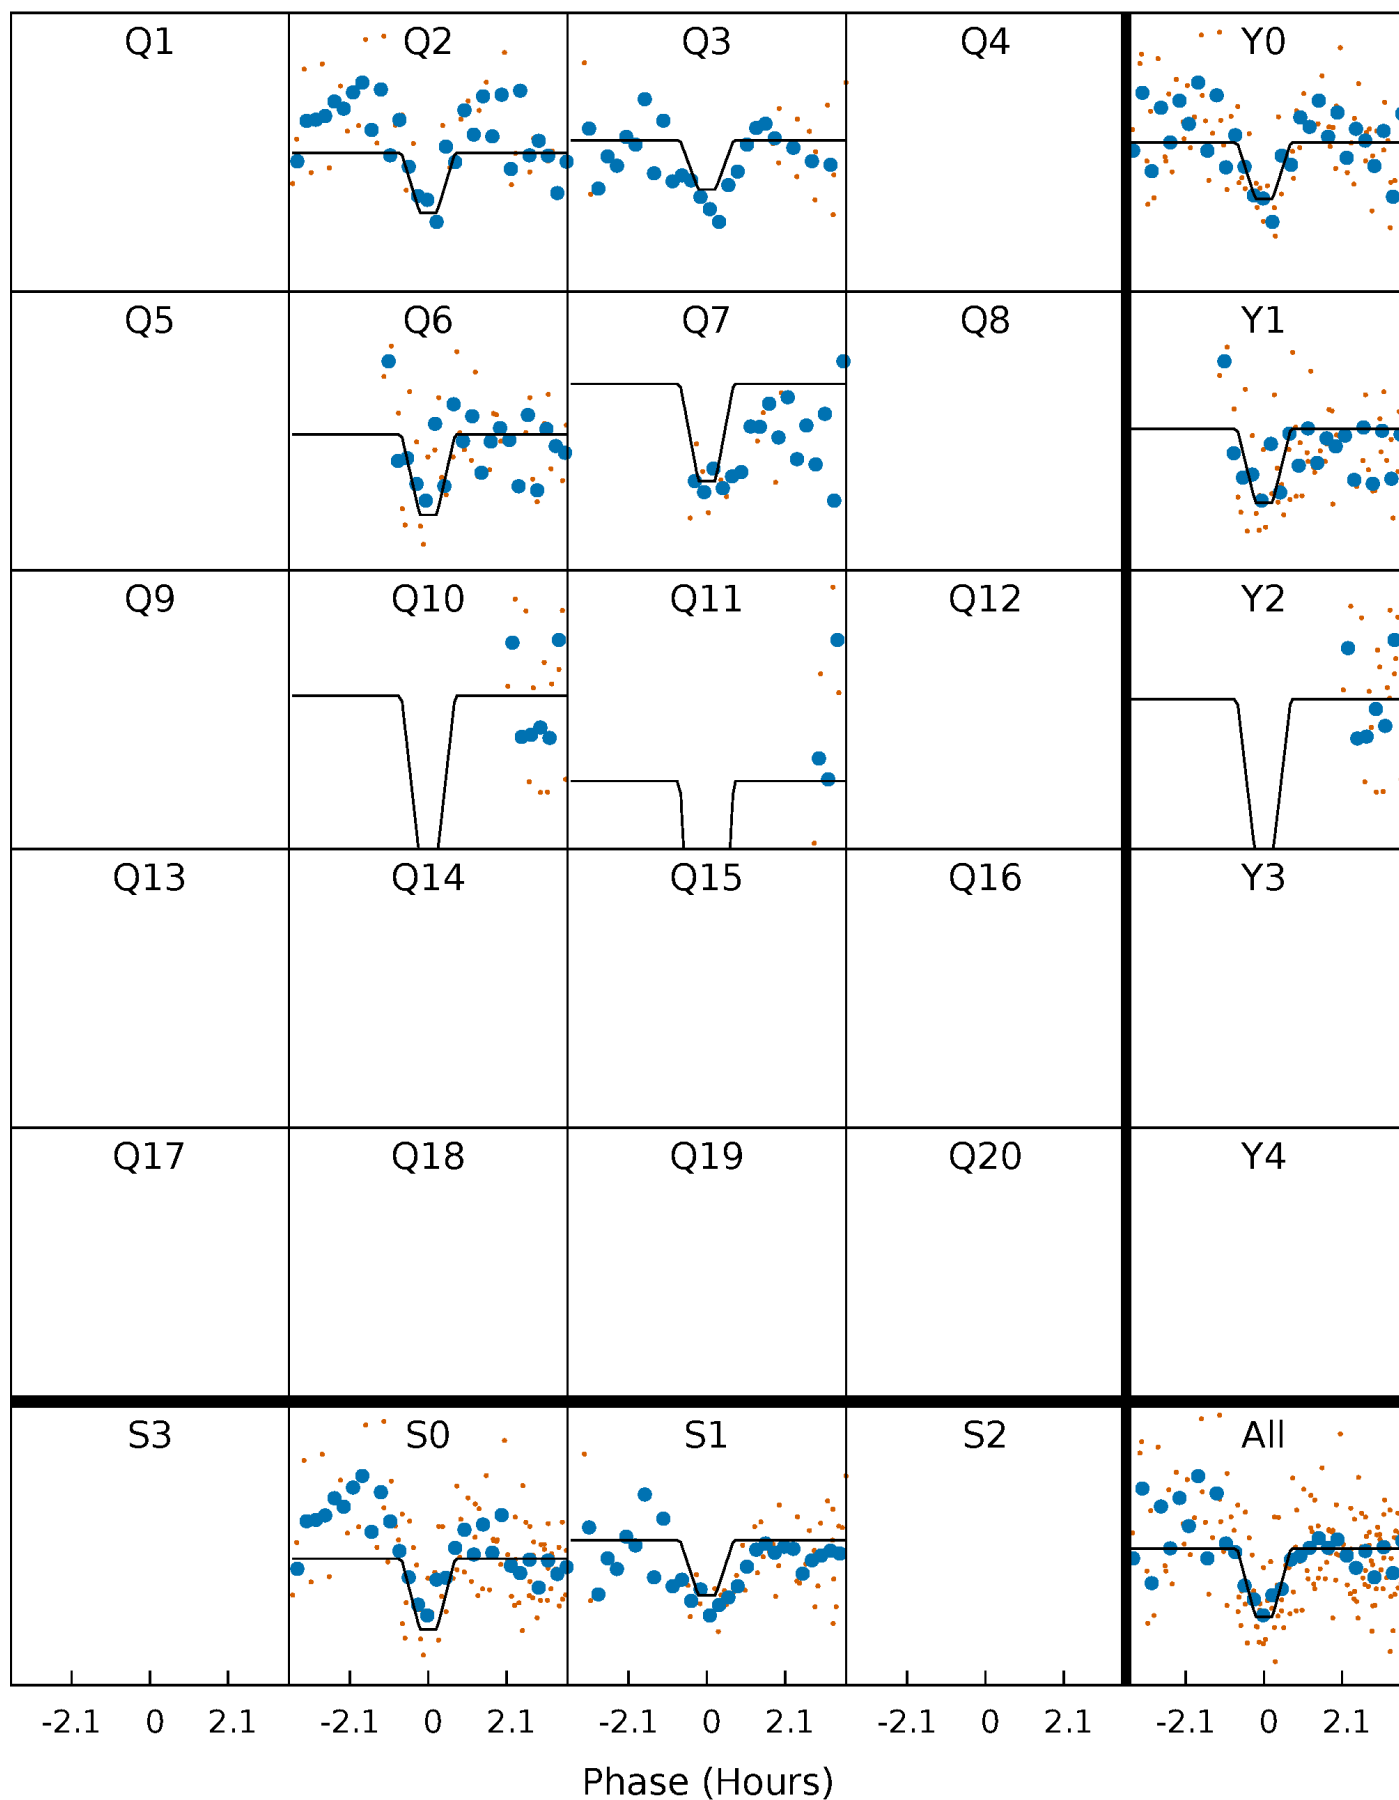 Q1 Q2 Q3 Q4 Y0
Q5 Q6 Q7 Q8 Y1
Q9 Q10 Q11 Q12 Y2
Q13 Q14 Q15 Q16 Y3
Q17 Q18 Q19 Q20 Y4
S3 S0 S1 S2 All
-2.1 0 2.1 -2.1 0 2.1 -2.1 0 2.1 -2.1 0 2.1 -2.1 0 2.1
Phase (Hours)